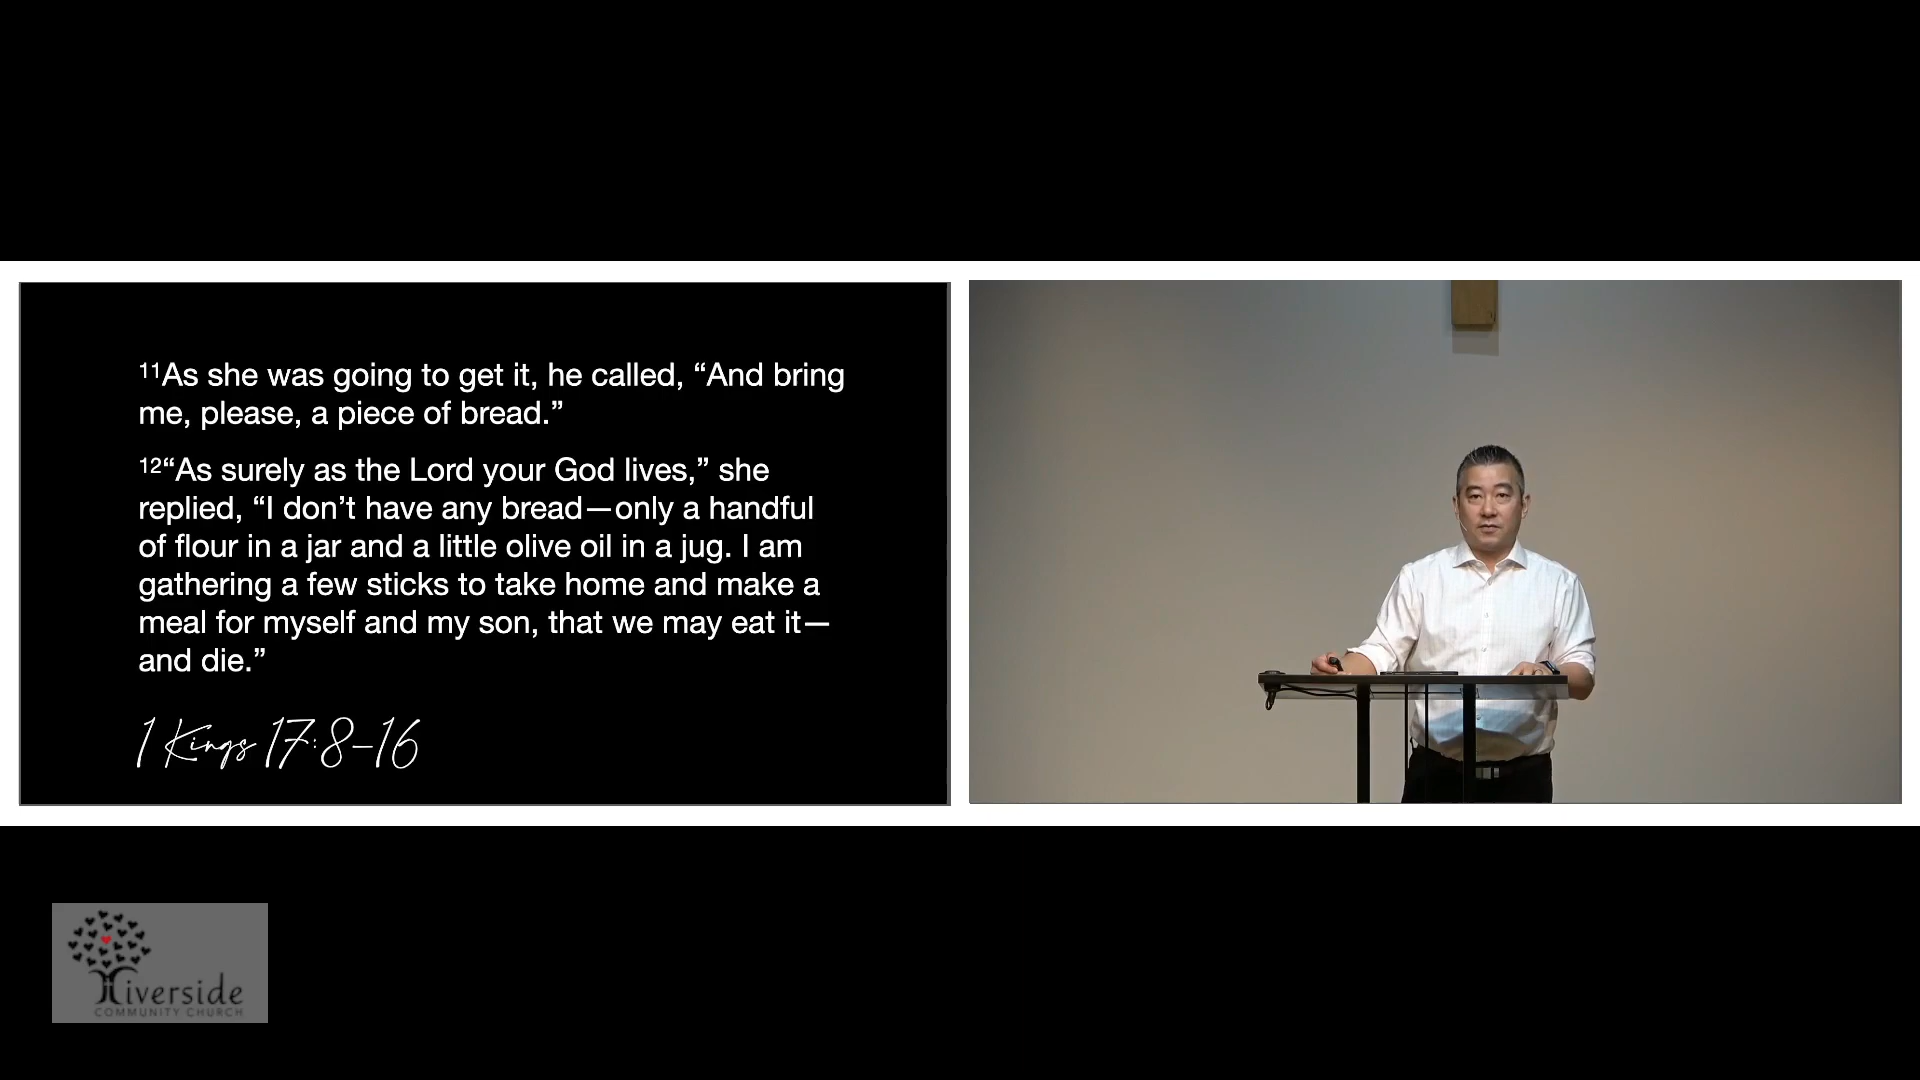 ¹¹As she was going to get it, he called, “And bring
me, please, a piece of bread.”
¹²“As surely as the Lord your God lives,” she
replied, “I don’t have any bread—only a handful
of flour in a jar and a little olive oil in a jug. I am
gathering a few sticks to take home and make a
meal for myself and my son, that we may eat it—
and die.”
1 Kings 17:8-16
Riverside
COMMUNITY CHURCH